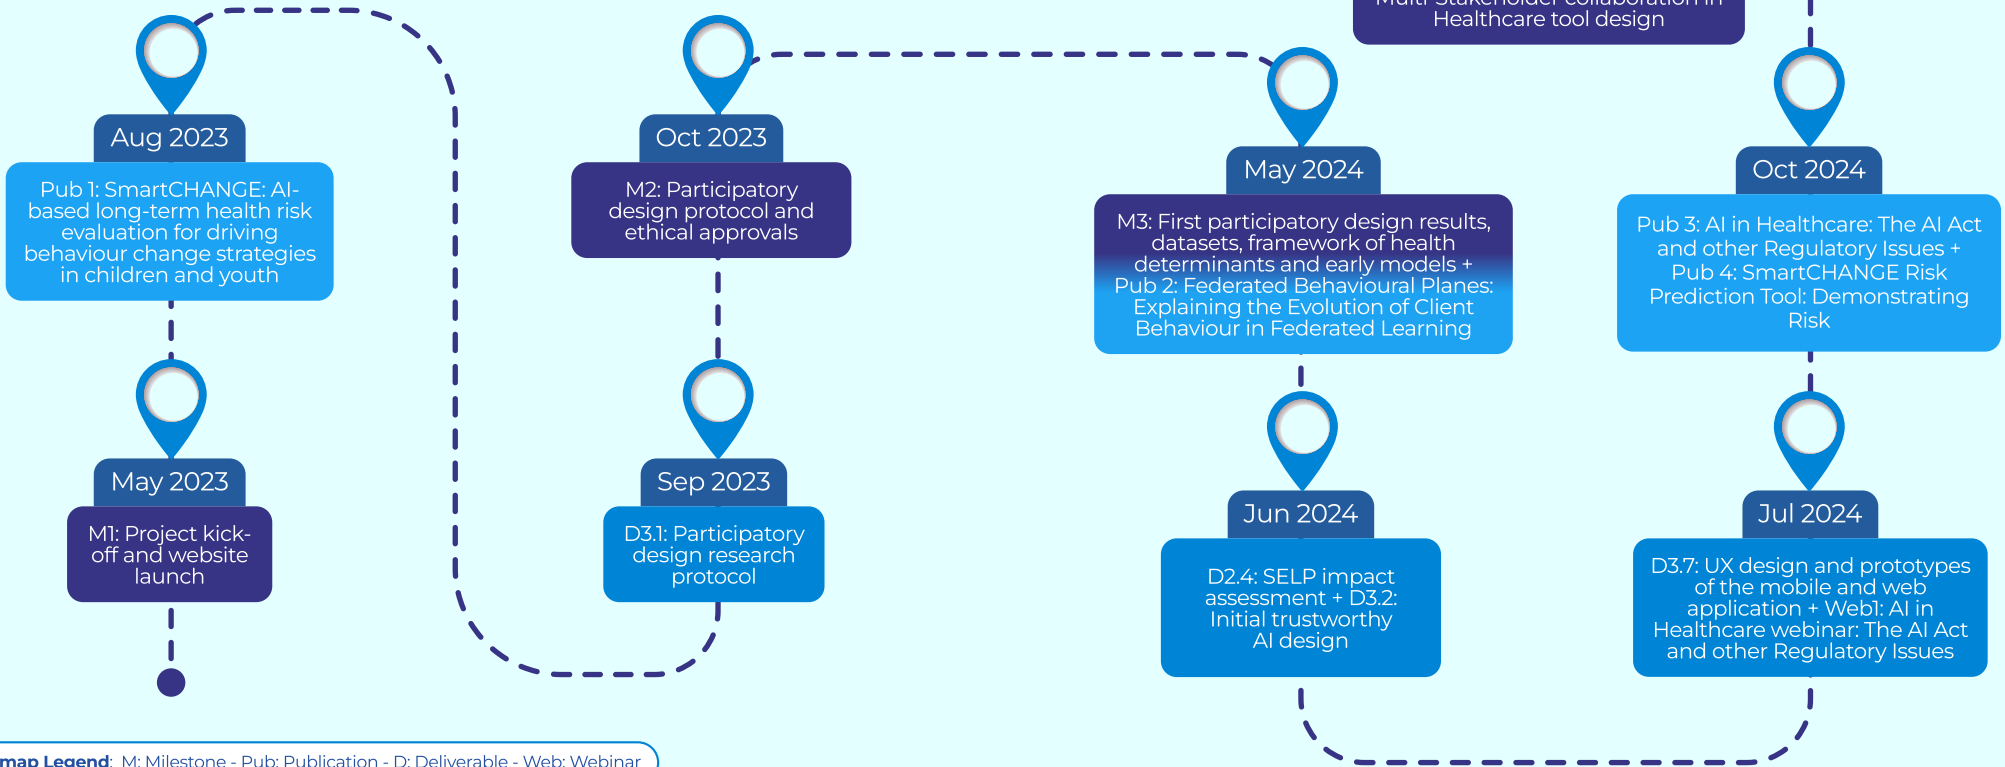 Multi-Stakeholder collaboration in
Healthcare tool design
Aug 2023
Pub 1: SmartCHANGE: AI-
based long-term health risk
evaluation for driving
behaviour change strategies
in children and youth
May 2023
M1: Project kick-
off and website
launch
Oct 2023
M2: Participatory
design protocol and
ethical approvals
Sep 2023
D3.1: Participatory
design research
protocol
May 2024
M3: First participatory design results,
datasets, framework of health
determinants and early models +
Pub 2: Federated Behavioural Planes:
Explaining the Evolution of Client
Behaviour in Federated Learning
Jun 2024
D2.4: SELP impact
assessment + D3.2:
Initial trustworthy
AI design
Oct 2024
Pub 3: AI in Healthcare: The AI Act
and other Regulatory Issues +
Pub 4: SmartCHANGE Risk
Prediction Tool: Demonstrating
Risk
Jul 2024
D3.7: UX design and prototypes
of the mobile and web
application + Web1: AI in
Healthcare webinar: The AI Act
and other Regulatory Issues
map Legend: M: Milestone - Pub: Publication - D: Deliverable - Web: Webinar